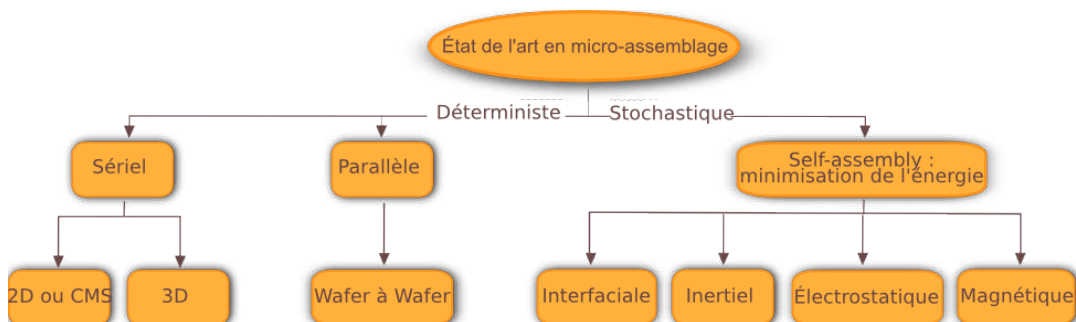 État de l'art en micro-assemblage
Déterministe
Stochastique
Sériel
Parallèle
Self-assembly :
minimisation de l'énergie
2D ou CMS
3D
Wafer à Wafer
Interfaciale
Inertiel
Électrostatique
Magnétique